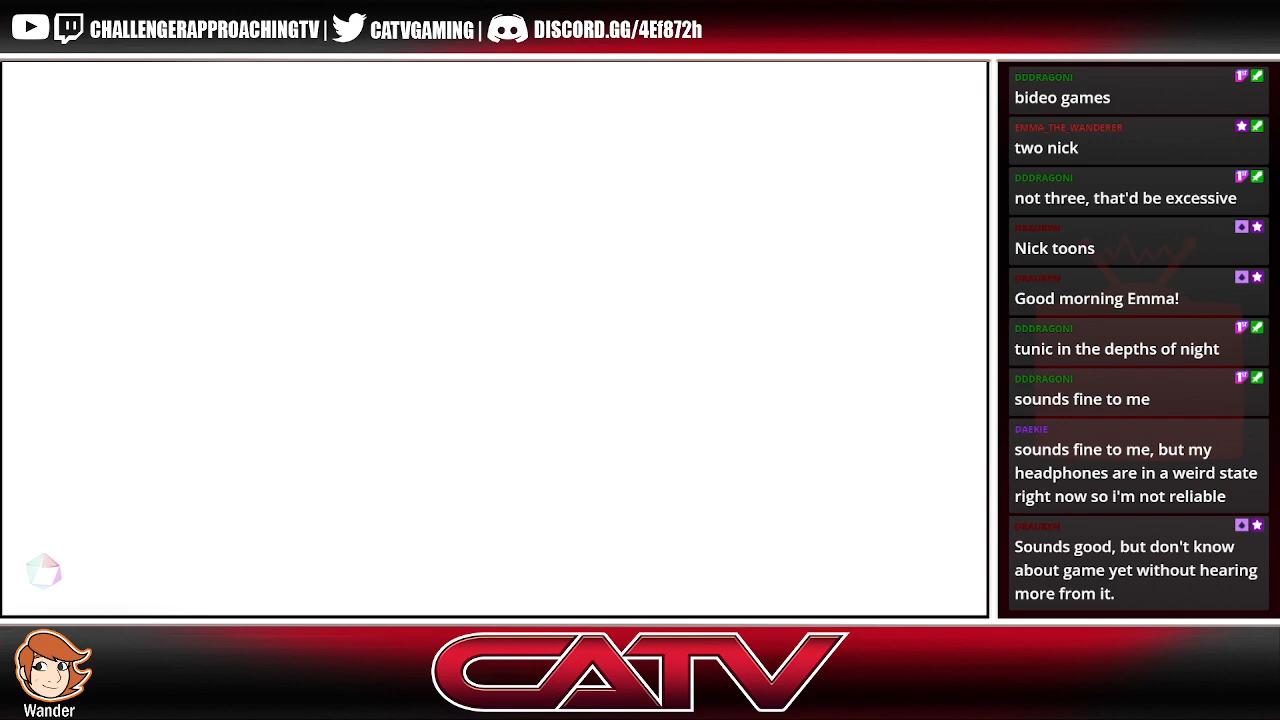 CHALLENGERAPPROACHINGTV | CATVGAMING | DISCORD.GG/4Ef872h
DDDRAGONI
bideo games
EMMA_THE_WANDERER
two nick
DDDRAGONI
not three, that'd be excessive
Nick toons
Good morning Emma!
DDDRAGONI
tunic in the depths of night
DDDRAGONI
sounds fine to me
DAEKIE
sounds fine to me, but my
headphones are in a weird state
right now so i'm not reliable
Sounds good, but don't know
about game yet without hearing
more from it.
CATV
Wander